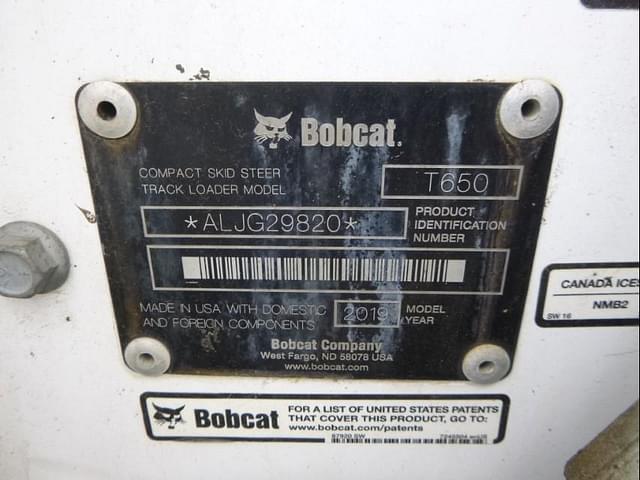 Bobcat.
COMPACT SKID STEER
TRACK LOADER MODEL
T650
*ALJG29820*
PRODUCT
IDENTIFICATION
NUMBER
MADE IN USA WITH DOMESTIC
AND FOREIGN COMPONENTS
2019
MODEL
YEAR
Bobcat Company
West Fargo, ND 58078 USA
www.bobcat.com
CANADA ICES
NMB2
SW 16
Bobcat
FOR A LIST OF UNITED STATES PATENTS
THAT COVER THIS PRODUCT, GO TO:
www.bobcat.com/patents